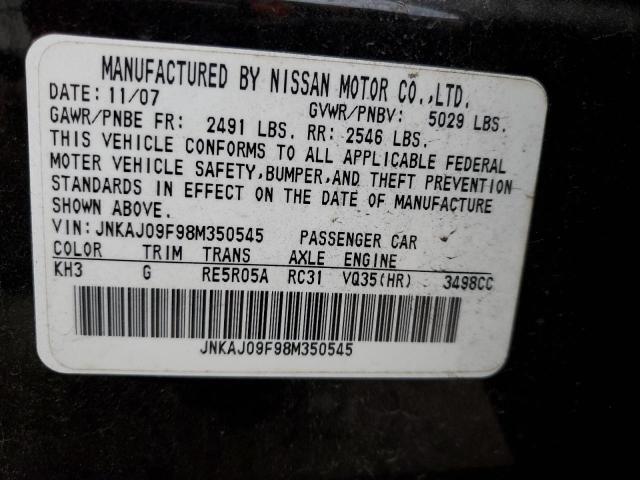 MANUFACTURED BY NISSAN MOTOR CO.,LTD.
DATE: 11/07 GVWR/PNBV: 5029 LBS.
GAWR/PNBE FR: 2491 LBS. RR: 2546 LBS.
THIS VEHICLE CONFORMS TO ALL APPLICABLE FEDERAL
MOTER VEHICLE SAFETY,BUMPER,AND THEFT PREVENTION
STANDARDS IN EFFECT ON THE DATE OF MANUFACTURE
SHOWN ABOVE.
VIN: JNKAJ09F98M350545 PASSENGER CAR
COLOR TRIM TRANS AXLE ENGINE
KH3 G RE5R05A RC31 VQ35(HR) 3498CC
JNKAJ09F98M350545